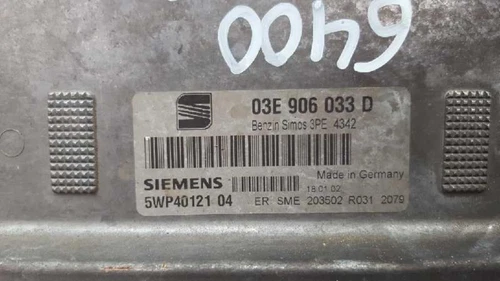 6400
03E 906 033 D
Benzin Simos 3PE 4342
SIEMENS
Made in Germany
18.01.02
5WP40121 04 ER SME 203502 R031 2079